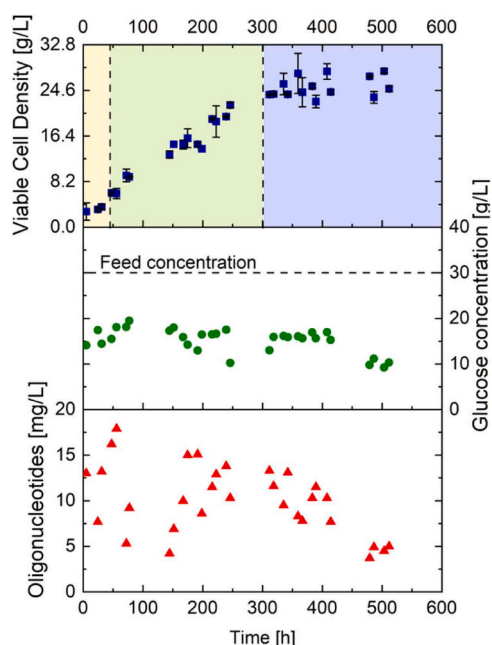 0 100 200 300 400 500 600
Viable Cell Density [g/L]
32.8
24.6
16.4
8.2
0.0
Feed concentration
Glucose concentration [g/L]
40
30
20
10
0
Oligonucleotides [mg/L]
20
15
10
5
0
0 100 200 300 400 500 600
Time [h]